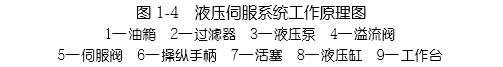 图 1-4　液压伺服系统工作原理图
1—油箱　2—过滤器　3—液压泵　4—溢流阀
5—伺服阀　6—操纵手柄　7—活塞　8—液压缸　9—工作台